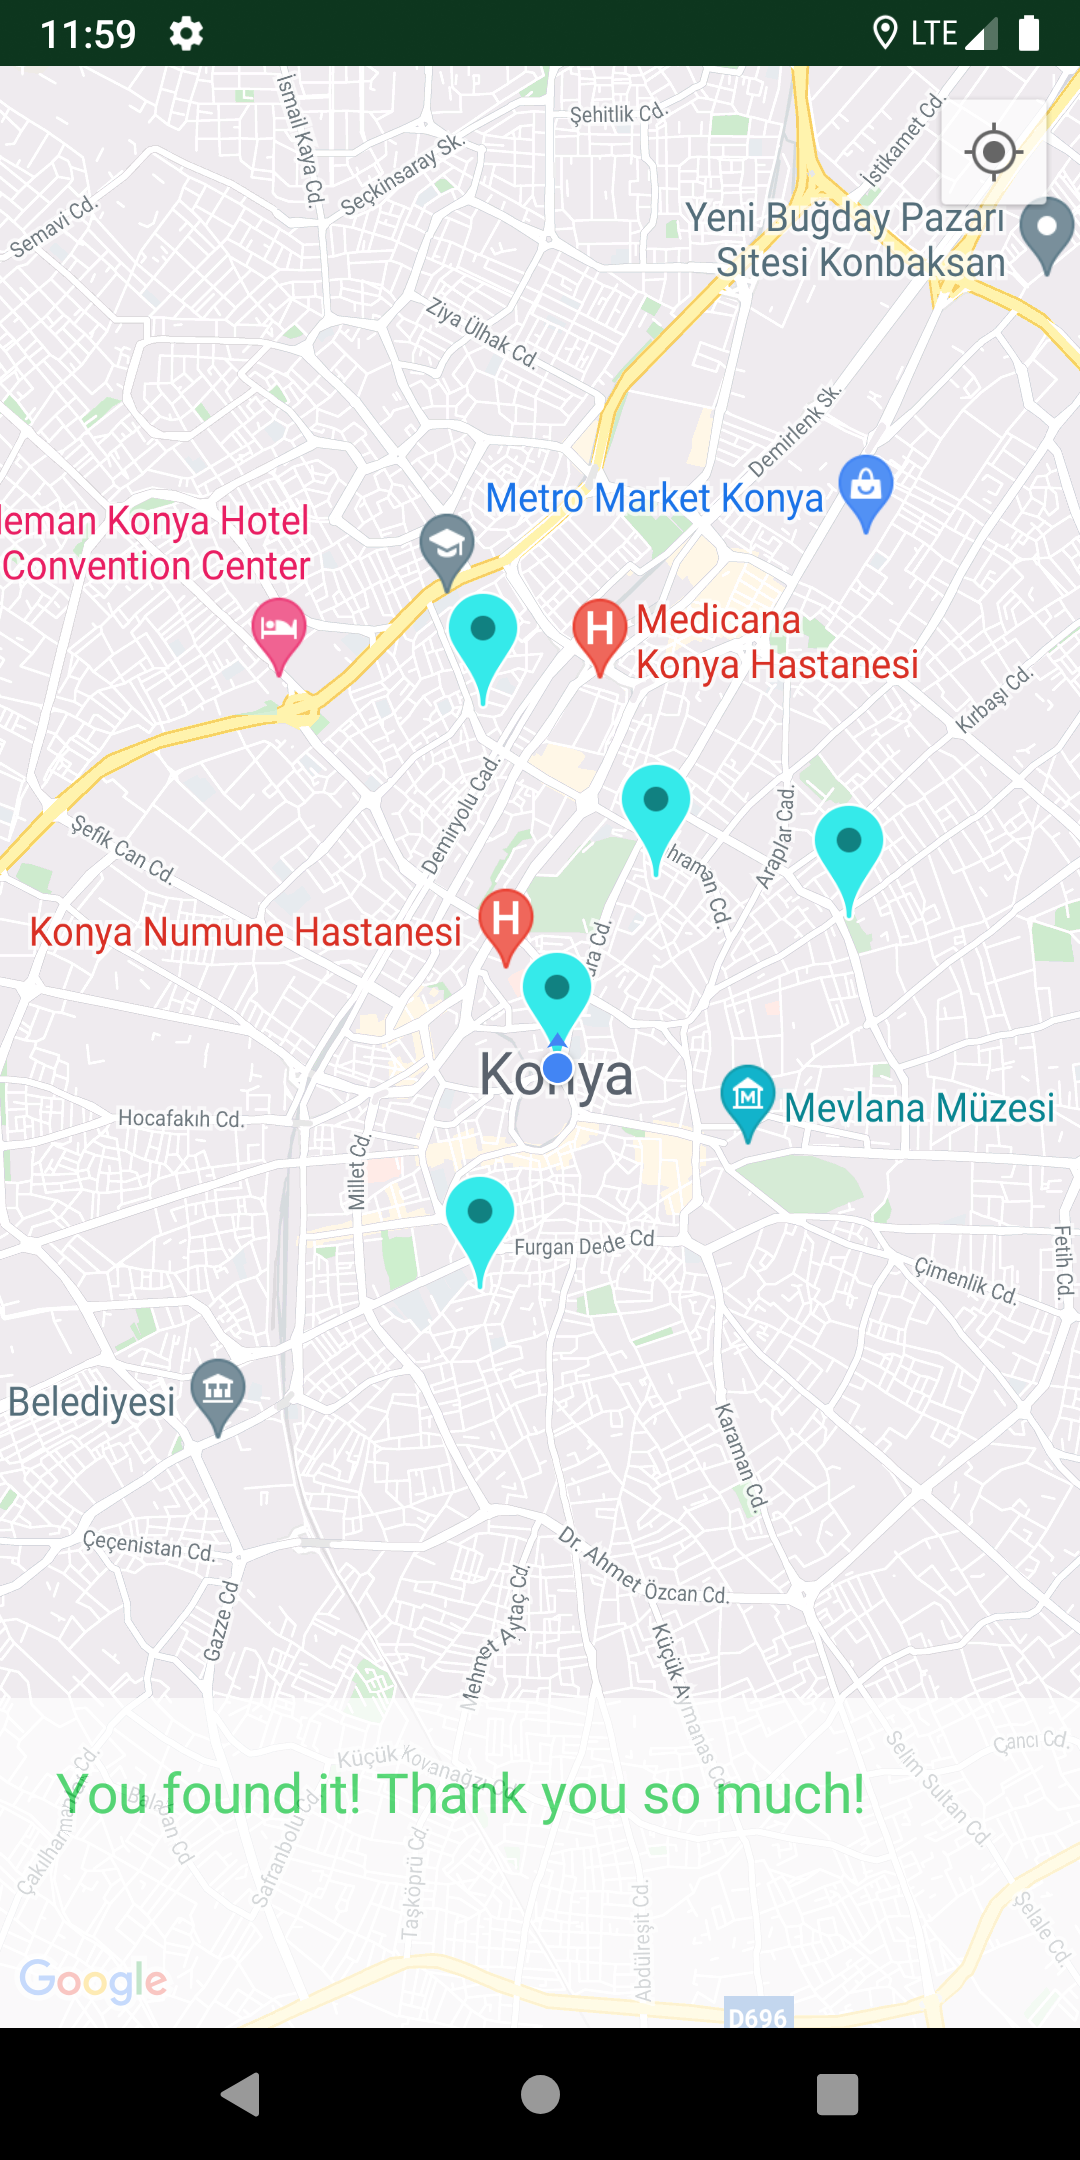 11:59
LTE
İsmail Kaya Cd.
Şehitlik Cd.
İstikamet Cd.
Seçkinsaray Sk.
Semavi Cd.
Yeni Buğday Pazarı
Sitesi Konbaksan
Ziya Ülhak Cd.
Demirlenk Sk.
Metro Market Konya
leman Konya Hotel
Convention Center
Medicana
Konya Hastanesi
Kırbaşı Cd.
Demiryolu Cad.
Araplar Cad.
Şefik Can Cd.
hraman Cd.
Konya Numune Hastanesi
ara Cd.
Konya
Mevlana Müzesi
Hocafakıh Cd.
Millet Cd.
Furgan Dede Cd
Fetih Cd.
Çimenlik Cd.
Belediyesi
Karaman Cd.
Çeçenistan Cd.
Dr. Ahmet Özcan Cd.
Gazze Cd
Mehmet Aytaç Cd.
Küçük Aymanas Cd.
Selim Sultan Cd.
Çancı Cd.
Küçük Kovanağzı Cd.
You found it! Thank you so much!
Safranbolu Cd.
Taşköprü Cd.
Abdülreşit Cd.
Şelale Cd.
Google
D696